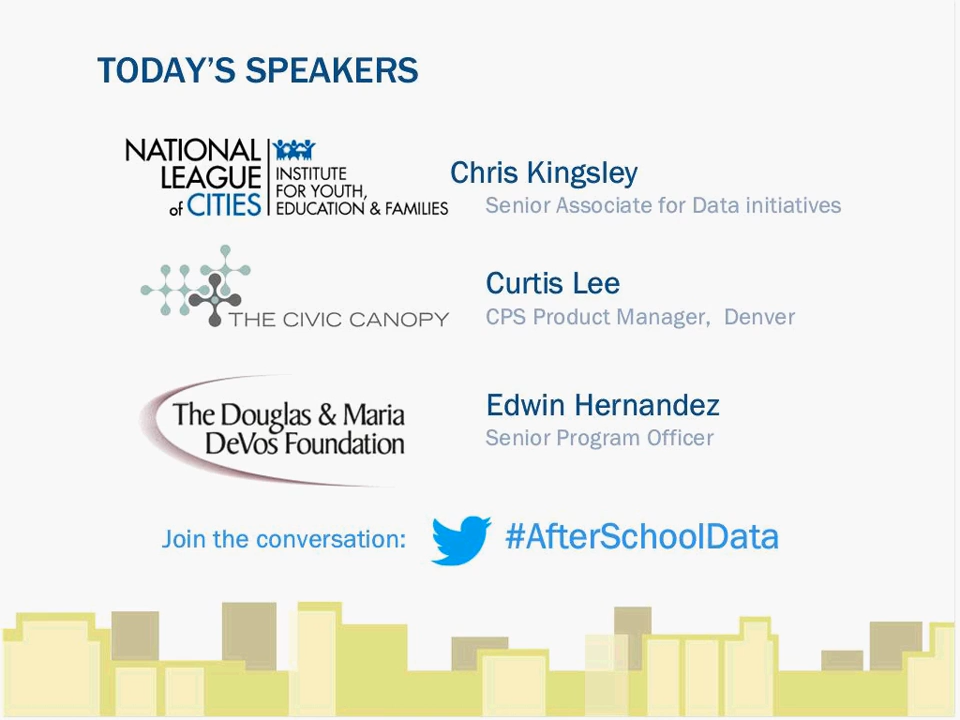 TODAY'S SPEAKERS
NATIONAL LEAGUE of CITIES
INSTITUTE FOR YOUTH, EDUCATION & FAMILIES
Chris Kingsley
Senior Associate for Data initiatives
THE CIVIC CANOPY
Curtis Lee
CPS Product Manager, Denver
The Douglas & Maria
DeVos Foundation
Edwin Hernandez
Senior Program Officer
Join the conversation: #AfterSchoolData